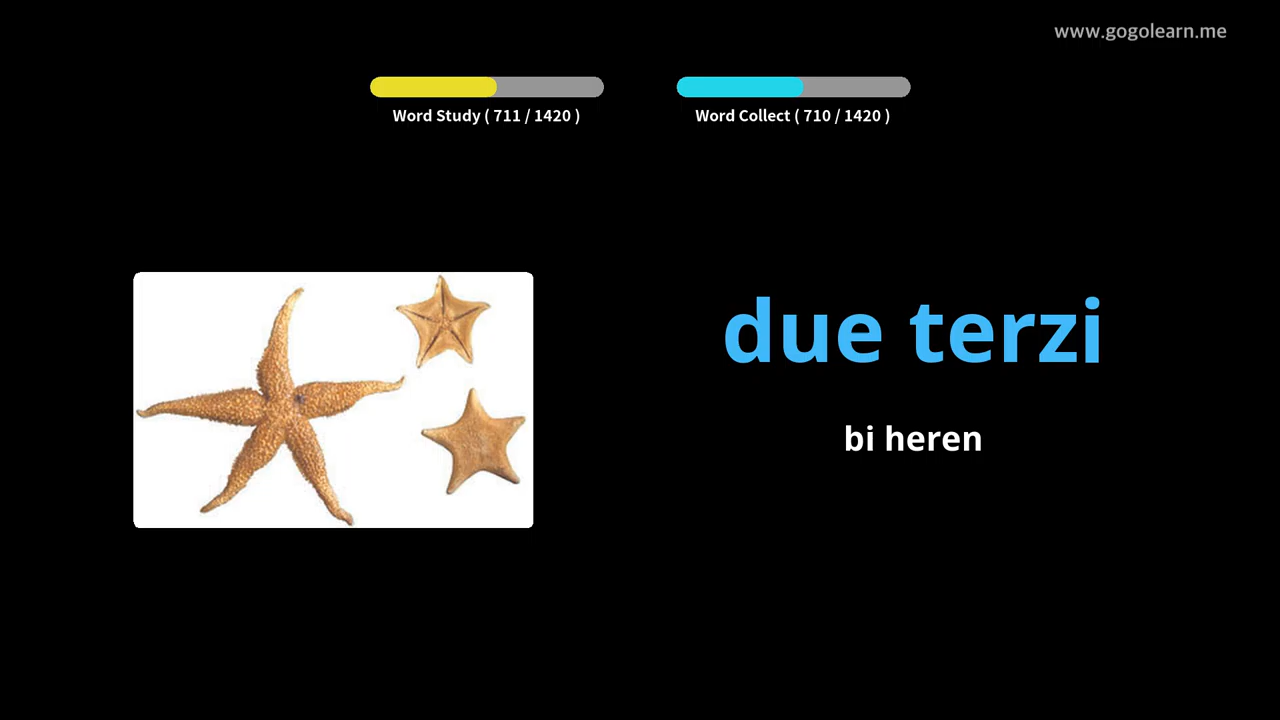 www.gogolearn.me
Word Study ( 711 / 1420 )
Word Collect ( 710 / 1420 )
due terzi
bi heren